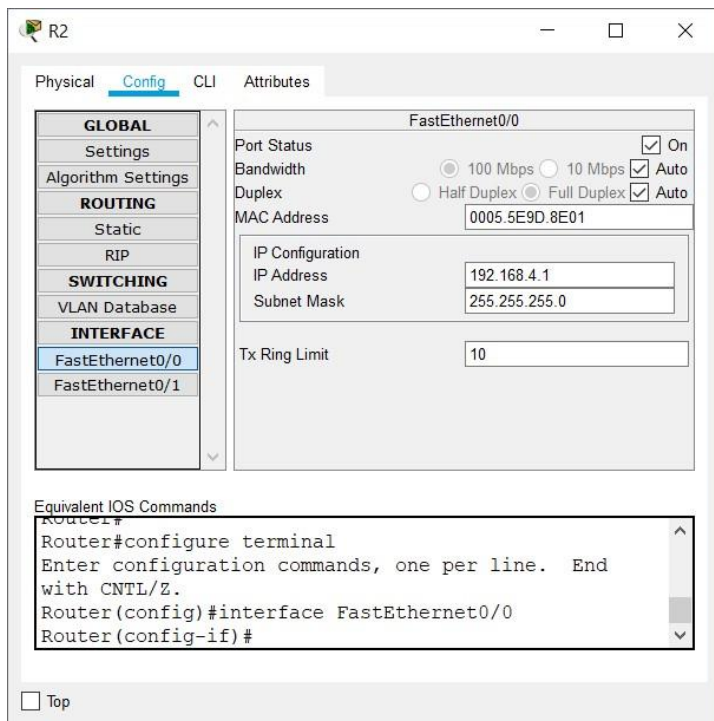 R2
Physical Config CLI Attributes
GLOBAL
Settings
Algorithm Settings
ROUTING
Static
RIP
SWITCHING
VLAN Database
INTERFACE
FastEthernet0/0
FastEthernet0/1
FastEthernet0/0
Port Status On
Bandwidth 100 Mbps 10 Mbps Auto
Duplex Half Duplex Full Duplex Auto
MAC Address 0005.5E9D.8E01
IP Configuration
IP Address 192.168.4.1
Subnet Mask 255.255.255.0
Tx Ring Limit 10
Equivalent IOS Commands
Router#
Router#configure terminal
Enter configuration commands, one per line. End
with CNTL/Z.
Router(config)#interface FastEthernet0/0
Router(config-if)#
Top